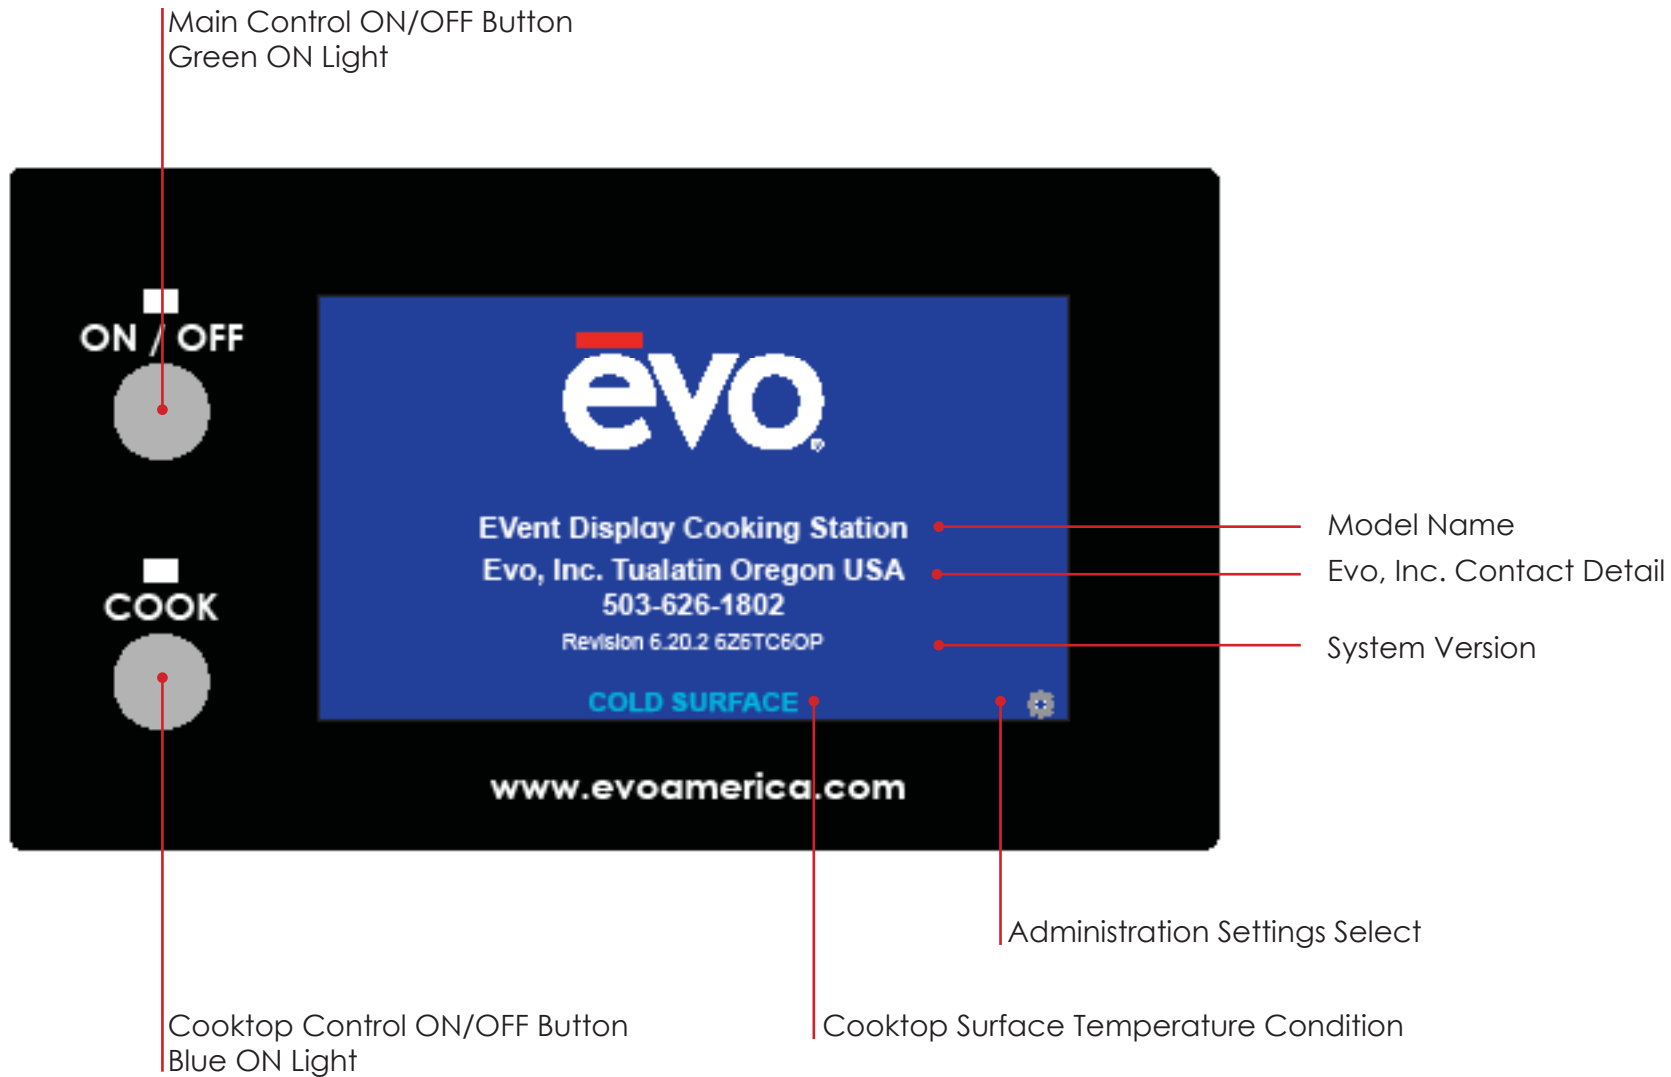 Main Control ON/OFF Button
Green ON Light
ON / OFF
evo
EVent Display Cooking Station
Model Name
Evo, Inc. Tualatin Oregon USA
Evo, Inc. Contact Detail
503-626-1802
COOK
Revision 6.20.2 6Z6TC6OP
System Version
COLD SURFACE
www.evoamerica.com
Administration Settings Select
Cooktop Control ON/OFF Button
Blue ON Light
Cooktop Surface Temperature Condition